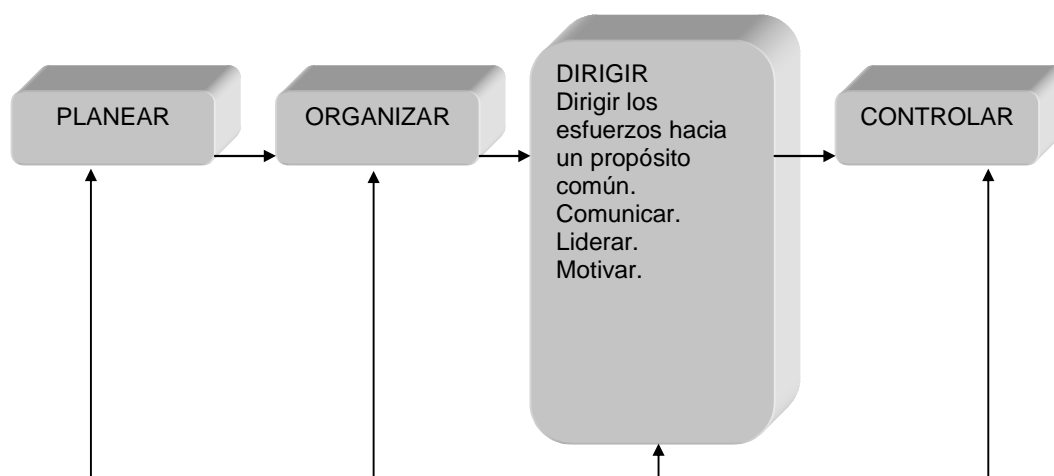 PLANEAR
ORGANIZAR
DIRIGIR
Dirigir los
esfuerzos hacia
un propósito
común.
Comunicar.
Liderar.
Motivar.
CONTROLAR